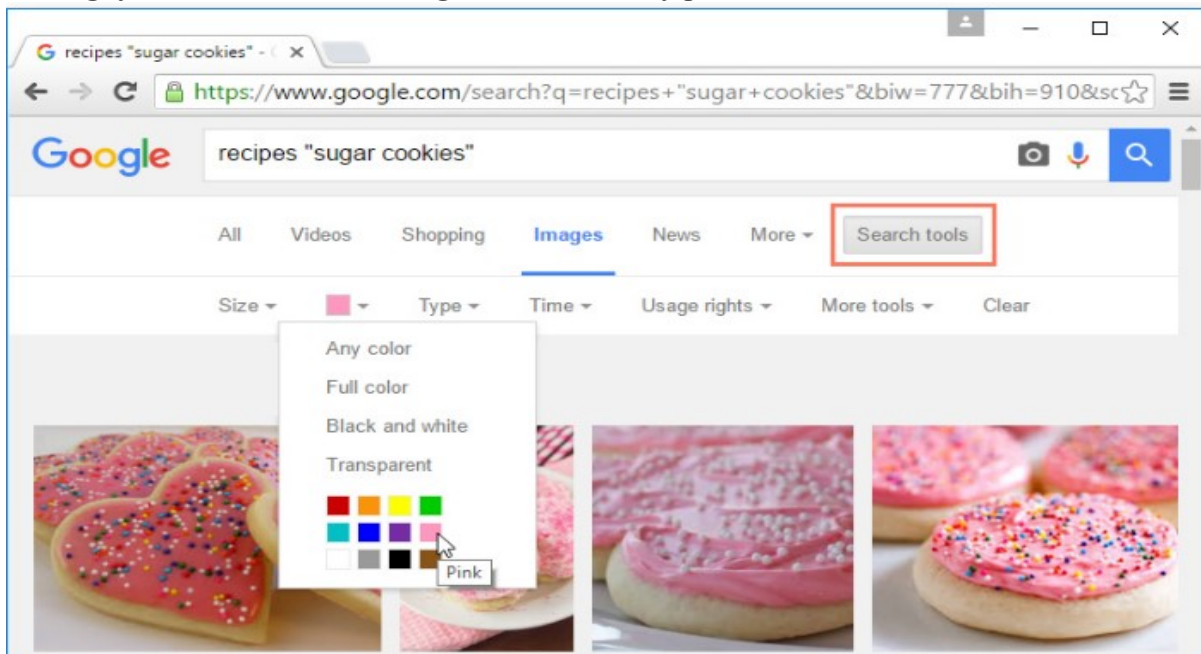 recipes "sugar cookies" - (
https://www.google.com/search?q=recipes+"sugar+cookies"&biw=777&bih=910&sc
Google
recipes "sugar cookies"
All Videos Shopping Images News More Search tools
Size Type Time Usage rights More tools Clear
Any color
Full color
Black and white
Transparent
Pink